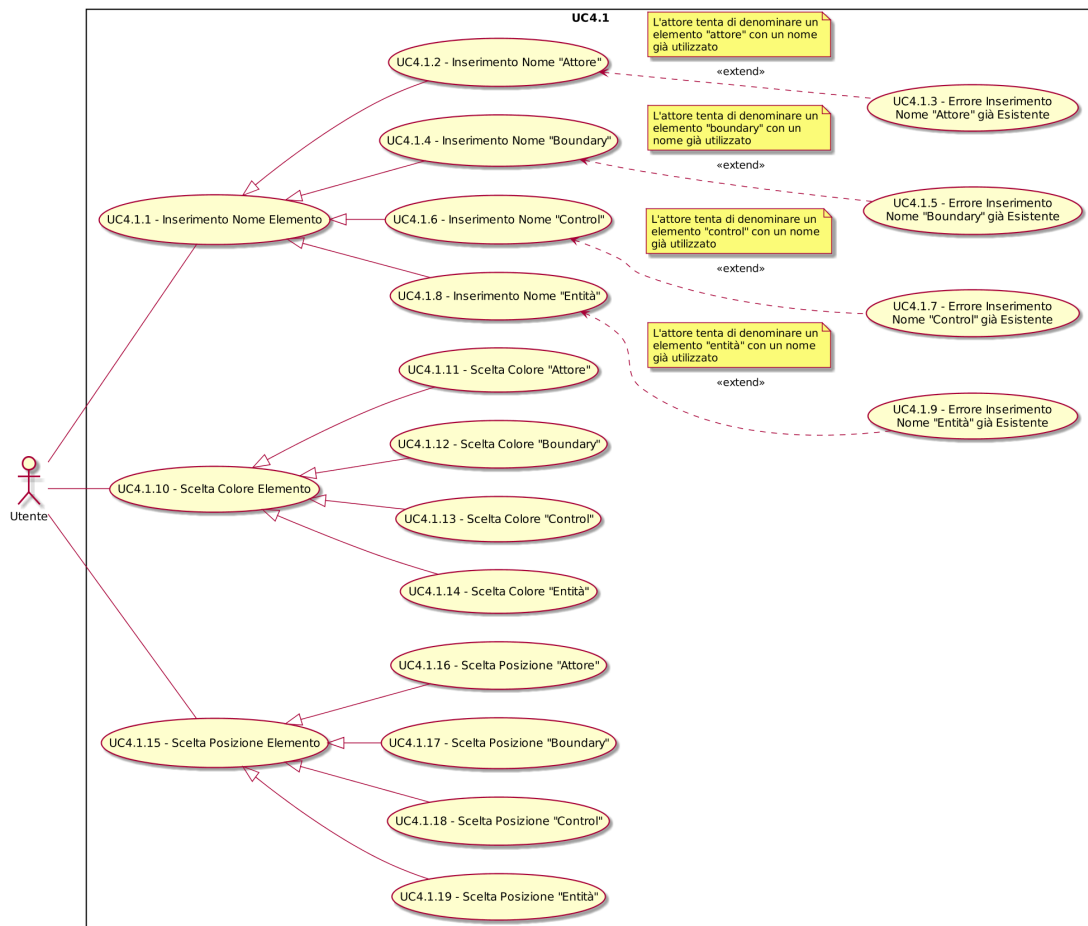 UC4.1
L'attore tenta di denominare un
elemento "attore" con un nome
già utilizzato
UC4.1.2 - Inserimento Nome "Attore"
«extend»
UC4.1.3 - Errore Inserimento
Nome "Attore" già Esistente
L'attore tenta di denominare un
elemento "boundary" con un
nome già utilizzato
UC4.1.4 - Inserimento Nome "Boundary"
«extend»
UC4.1.5 - Errore Inserimento
Nome "Boundary" già Esistente
UC4.1.1 - Inserimento Nome Elemento
UC4.1.6 - Inserimento Nome "Control"
L'attore tenta di denominare un
elemento "control" con un nome
già utilizzato
«extend»
UC4.1.7 - Errore Inserimento
Nome "Control" già Esistente
UC4.1.8 - Inserimento Nome "Entità"
L'attore tenta di denominare un
elemento "entità" con un nome
già utilizzato
«extend»
UC4.1.9 - Errore Inserimento
Nome "Entità" già Esistente
UC4.1.11 - Scelta Colore "Attore"
UC4.1.12 - Scelta Colore "Boundary"
UC4.1.10 - Scelta Colore Elemento
Utente
UC4.1.13 - Scelta Colore "Control"
UC4.1.14 - Scelta Colore "Entità"
UC4.1.16 - Scelta Posizione "Attore"
UC4.1.15 - Scelta Posizione Elemento
UC4.1.17 - Scelta Posizione "Boundary"
UC4.1.18 - Scelta Posizione "Control"
UC4.1.19 - Scelta Posizione "Entità"